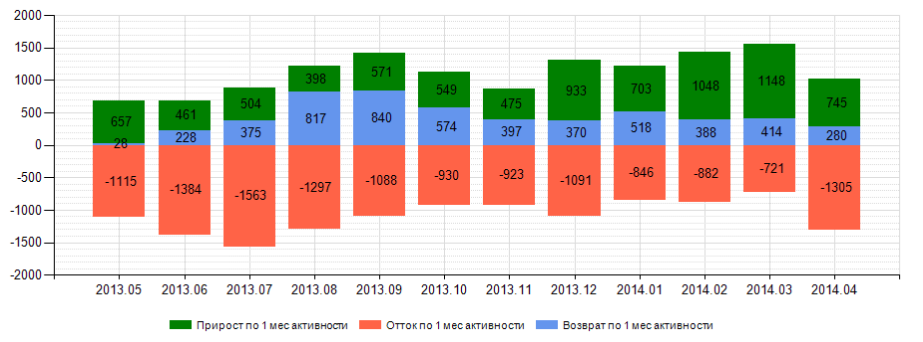 2000
1500
1000
500
0
-500
-1000
-1500
-2000
657 461 504 398 571 549 475 933 703 1048 1148 745
28 228 375 817 840 574 397 370 518 388 414 280
-1115 -1384 -1563 -1297 -1088 -930 -923 -1091 -846 -882 -721 -1305
2013.05 2013.06 2013.07 2013.08 2013.09 2013.10 2013.11 2013.12 2014.01 2014.02 2014.03 2014.04
Прирост по 1 мес активности Отток по 1 мес активности Возврат по 1 мес активности